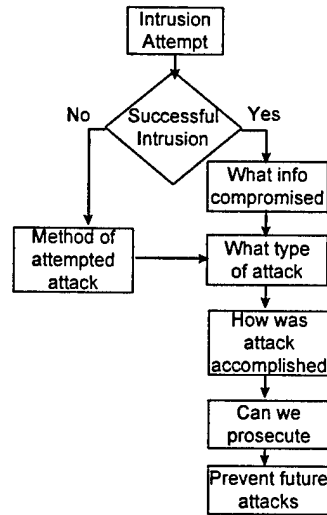 Intrusion
Attempt
No
Successful
Intrusion
Yes
What info
compromised
Method of
attempted
attack
What type
of attack
How was
attack
accomplished
Can we
prosecute
Prevent future
attacks